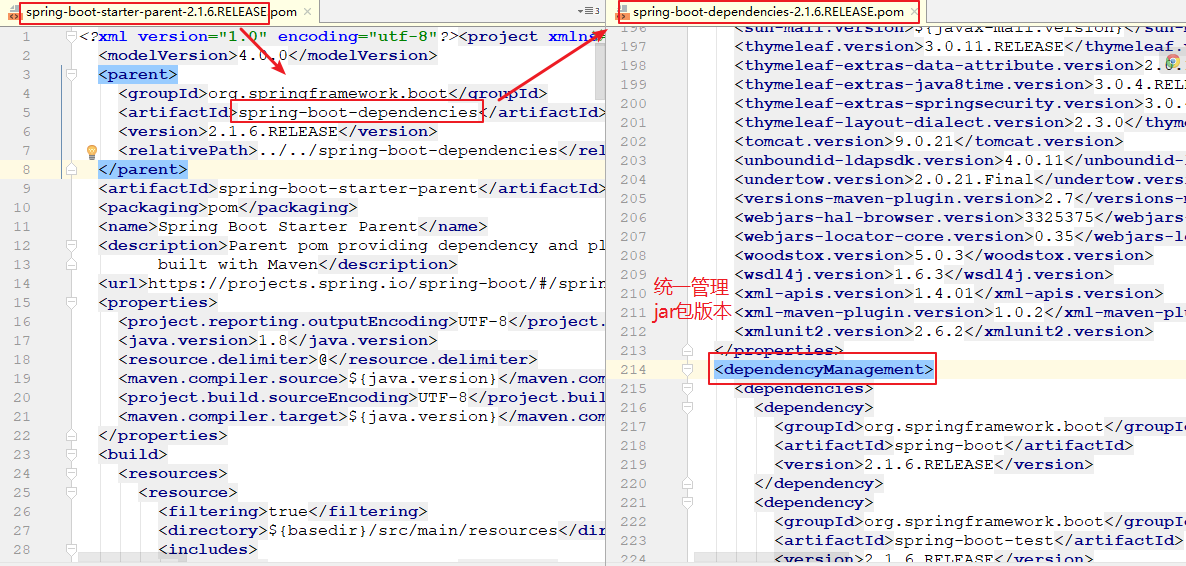 spring-boot-starter-parent-2.1.6.RELEASE.pom
3
1 <?xml version="1.0" encoding="utf-8"?><project xmlns=
2 <modelVersion>4.0.0</modelVersion>
3 <parent>
4 <groupId>org.springframework.boot</groupId>
5 <artifactId>spring-boot-dependencies</artifactId>
6 <version>2.1.6.RELEASE</version>
7 <relativePath>../../spring-boot-dependencies</rel
8 </parent>
9 <artifactId>spring-boot-starter-parent</artifactId>
10 <packaging>pom</packaging>
11 <name>Spring Boot Starter Parent</name>
12 <description>Parent pom providing dependency and pl
13 built with Maven</description>
14 <url>https://projects.spring.io/spring-boot/#/sprin
15 <properties>
16 <project.reporting.outputEncoding>UTF-8</project.
17 <java.version>1.8</java.version>
18 <resource.delimiter>@</resource.delimiter>
19 <maven.compiler.source>${java.version}</maven.com
20 <project.build.sourceEncoding>UTF-8</project.buil
21 <maven.compiler.target>${java.version}</maven.com
22 </properties>
23 <build>
24 <resources>
25 <resource>
26 <filtering>true</filtering>
27 <directory>${basedir}/src/main/resources</dir
28 <includes>
spring-boot-dependencies-2.1.6.RELEASE.pom
196 <sun-mail.version>${javax-mail.version}</sun-m
197 <thymeleaf.version>3.0.11.RELEASE</thymeleaf.v
198 <thymeleaf-extras-data-attribute.version>2.0.
199 <thymeleaf-extras-java8time.version>3.0.4.REL
200 <thymeleaf-extras-springsecurity.version>3.0.
201 <thymeleaf-layout-dialect.version>2.3.0</thyme
202 <tomcat.version>9.0.21</tomcat.version>
203 <unboundid-ldapsdk.version>4.0.11</unboundid-l
204 <undertow.version>2.0.21.Final</undertow.versi
205 <versions-maven-plugin.version>2.7</versions-m
206 <webjars-hal-browser.version>3325375</webjars-
207 <webjars-locator-core.version>0.35</webjars-lo
208 <woodstox.version>5.0.3</woodstox.version>
209 <wsdl4j.version>1.6.3</wsdl4j.version>
210 <xml-apis.version>1.4.01</xml-apis.version>
211 <xml-maven-plugin.version>1.0.2</xml-maven-plu
212 <xmlunit2.version>2.6.2</xmlunit2.version>
统一管理
jar包版本
213 </properties>
214 <dependencyManagement>
215 <dependencies>
216 <dependency>
217 <groupId>org.springframework.boot</groupId
218 <artifactId>spring-boot</artifactId>
219 <version>2.1.6.RELEASE</version>
220 </dependency>
221 <dependency>
222 <groupId>org.springframework.boot</groupId
223 <artifactId>spring-boot-test</artifactId>
224 <version>2.1.6.RELEASE</version>